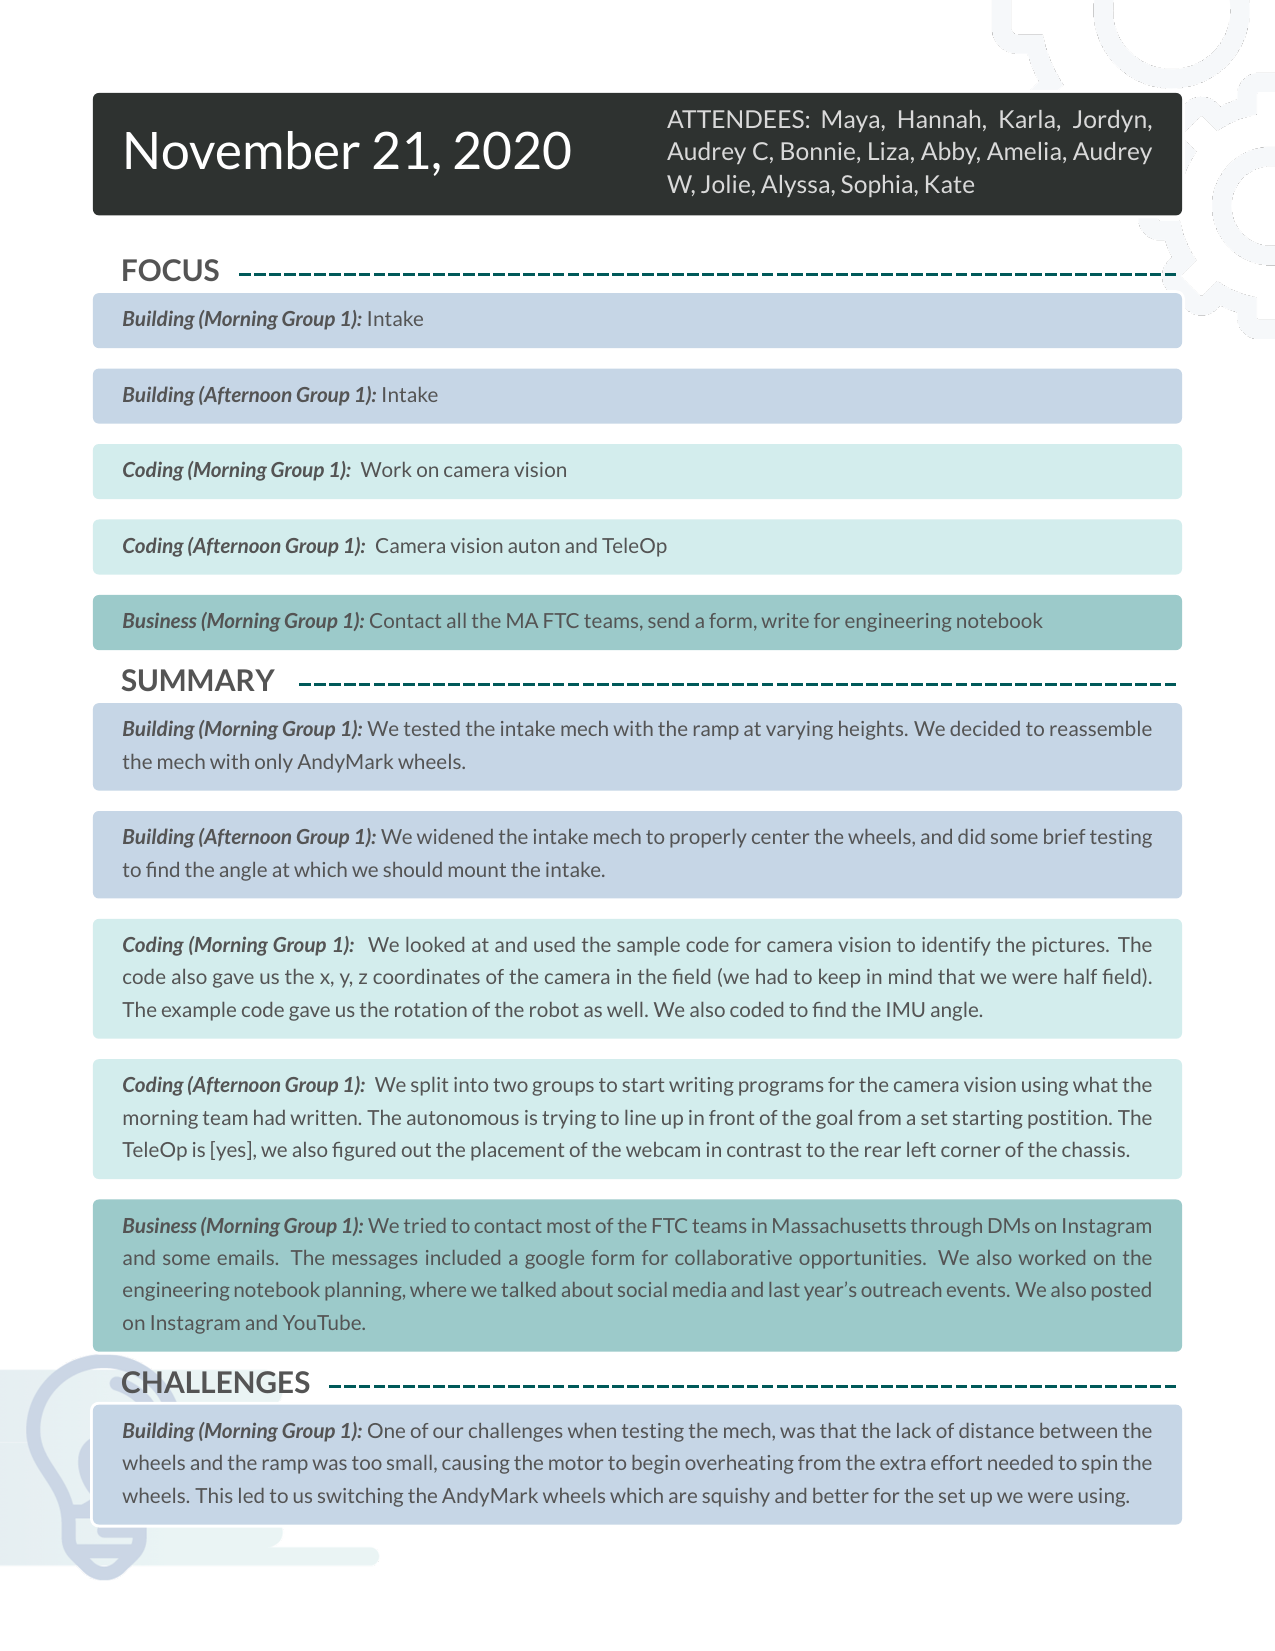 November 21, 2020
ATTENDEES: Maya, Hannah, Karla, Jordyn,
Audrey C, Bonnie, Liza, Abby, Amelia, Audrey
W, Jolie, Alyssa, Sophia, Kate
FOCUS
Building (Morning Group 1): Intake
Building (Afternoon Group 1): Intake
Coding (Morning Group 1): Work on camera vision
Coding (Afternoon Group 1): Camera vision auton and TeleOp
Business (Morning Group 1): Contact all the MA FTC teams, send a form, write for engineering notebook
SUMMARY
Building (Morning Group 1): We tested the intake mech with the ramp at varying heights. We decided to reassemble
the mech with only AndyMark wheels.
Building (Afternoon Group 1): We widened the intake mech to properly center the wheels, and did some brief testing
to find the angle at which we should mount the intake.
Coding (Morning Group 1): We looked at and used the sample code for camera vision to identify the pictures. The
code also gave us the x, y, z coordinates of the camera in the field (we had to keep in mind that we were half field).
The example code gave us the rotation of the robot as well. We also coded to find the IMU angle.
Coding (Afternoon Group 1): We split into two groups to start writing programs for the camera vision using what the
morning team had written. The autonomous is trying to line up in front of the goal from a set starting postition. The
TeleOp is [yes], we also figured out the placement of the webcam in contrast to the rear left corner of the chassis.
Business (Morning Group 1): We tried to contact most of the FTC teams in Massachusetts through DMs on Instagram
and some emails. The messages included a google form for collaborative opportunities. We also worked on the
engineering notebook planning, where we talked about social media and last year's outreach events. We also posted
on Instagram and YouTube.
CHALLENGES
Building (Morning Group 1): One of our challenges when testing the mech, was that the lack of distance between the
wheels and the ramp was too small, causing the motor to begin overheating from the extra effort needed to spin the
wheels. This led to us switching the AndyMark wheels which are squishy and better for the set up we were using.